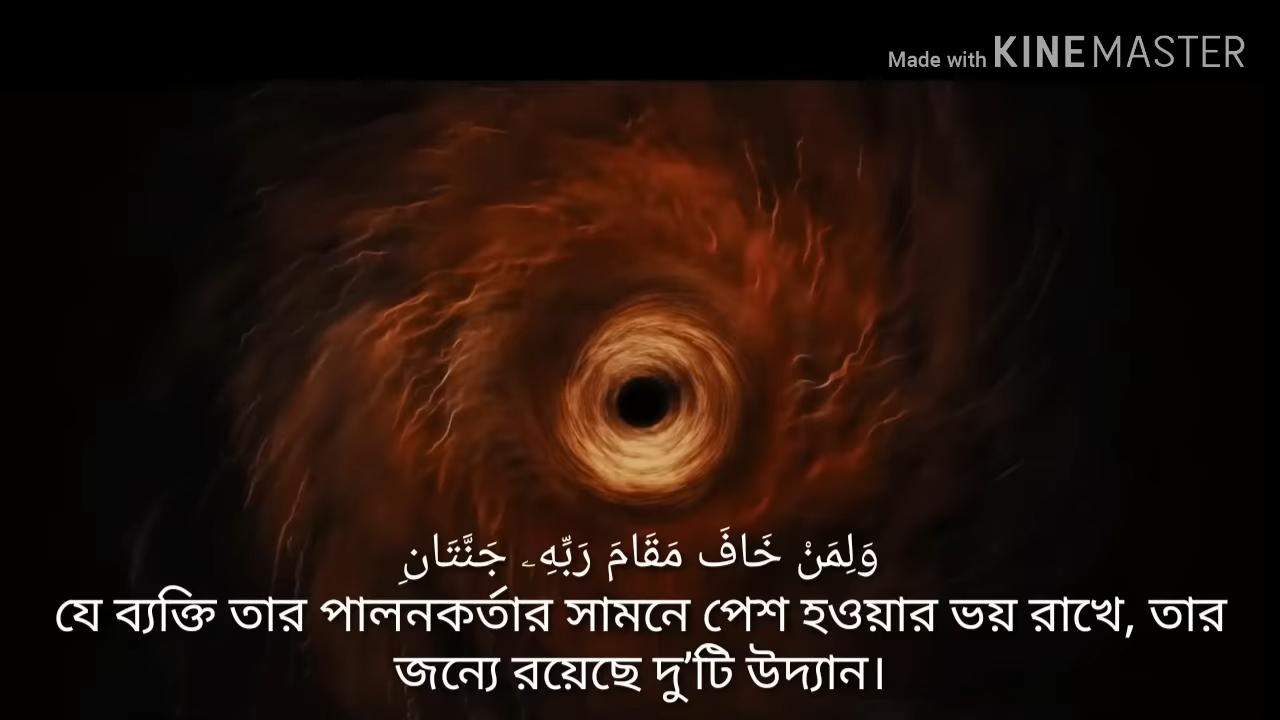 Made with KINEMASTER
وَلِمَنْ خَافَ مَقَامَ رَبِّهِۦ جَنَّتَانِ
যে ব্যক্তি তার পালনকর্তার সামনে পেশ হওয়ার ভয় রাখে, তার
জন্যে রয়েছে দু’টি উদ্যান।